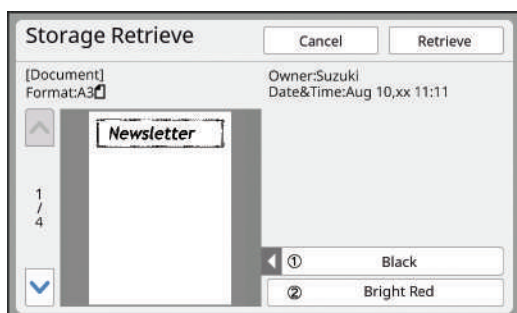 Storage Retrieve
Cancel
Retrieve
[Document]
Format:A3
Owner:Suzuki
Date&Time:Aug 10,xx 11:11
Newsletter
1
/
4
① Black
② Bright Red